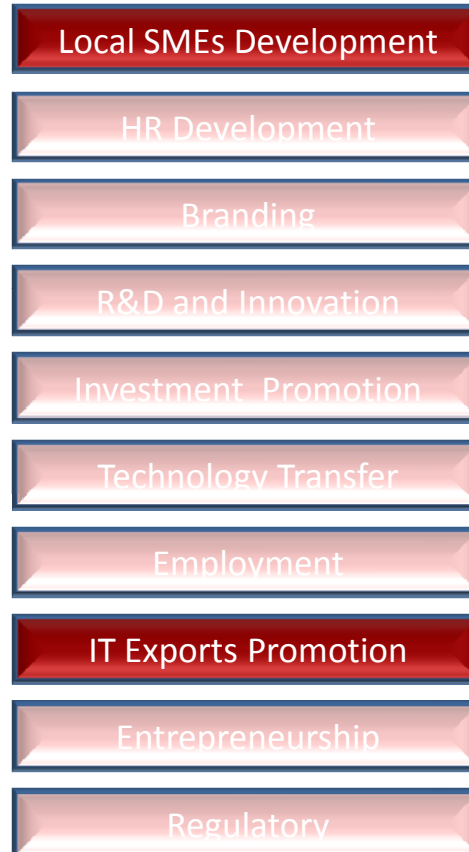 Local SMEs Development
HR Development
Branding
R&D and Innovation
Investment Promotion
Technology Transfer
Employment
IT Exports Promotion
Entrepreneurship
Regulatory